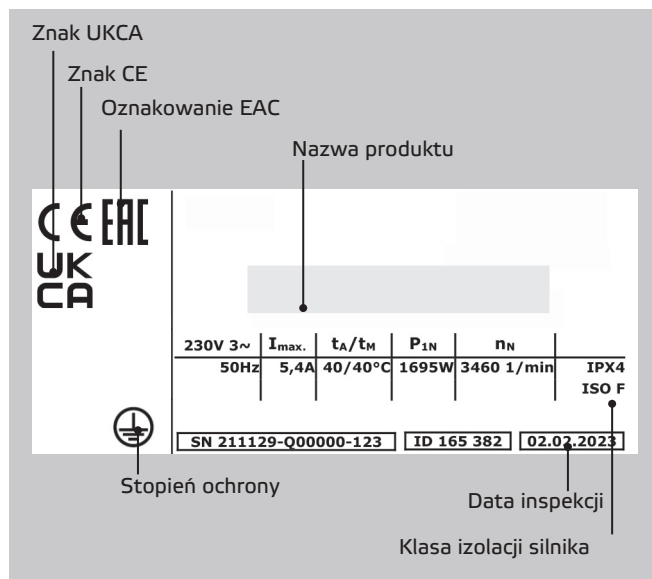 Znak UKCA
Znak CE
Oznakowanie EAC
Nazwa produktu
CE EAC
UK
CA
230V 3~ Imax. tA/tM P1N nN
50Hz 5,4A 40/40°C 1695W 3460 1/min IPX4
ISO F
SN 211129-Q00000-123 ID 165 382 02.02.2023
Stopień ochrony
Data inspekcji
Klasa izolacji silnika